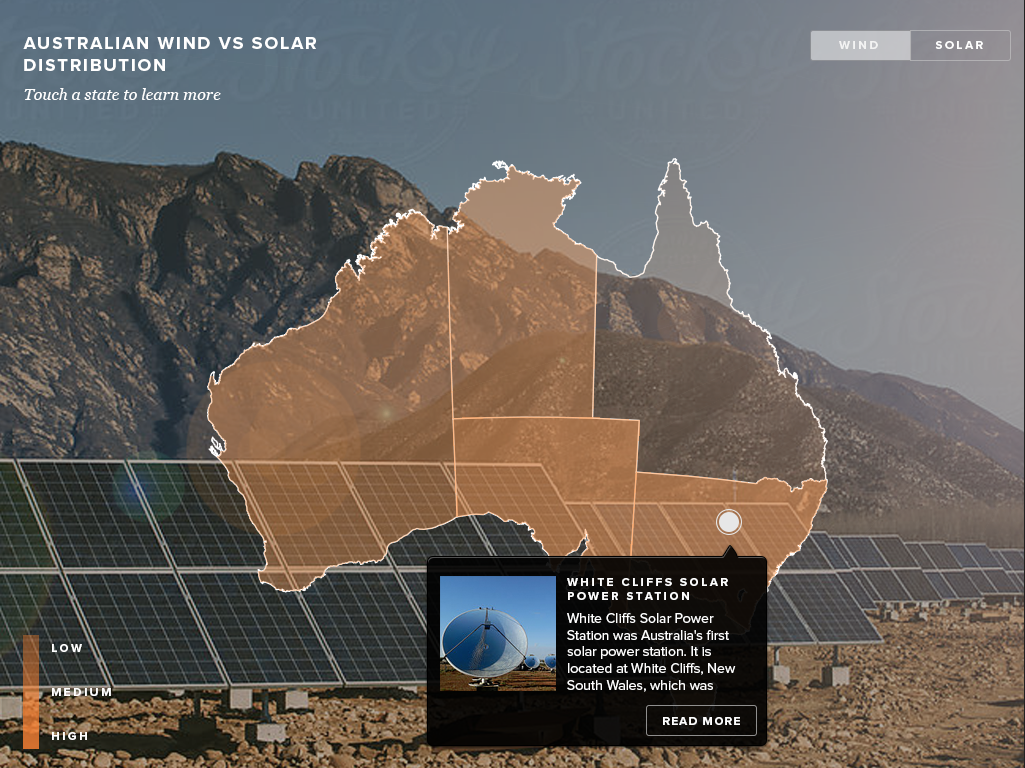 AUSTRALIAN WIND VS SOLAR
DISTRIBUTION
Touch a state to learn more
WIND
SOLAR
Stocksy
UNITED
WHITE CLIFFS SOLAR
POWER STATION
White Cliffs Solar Power
Station was Australia's first
solar power station. It is
located at White Cliffs, New
South Wales, which was
READ MORE
LOW
MEDIUM
HIGH